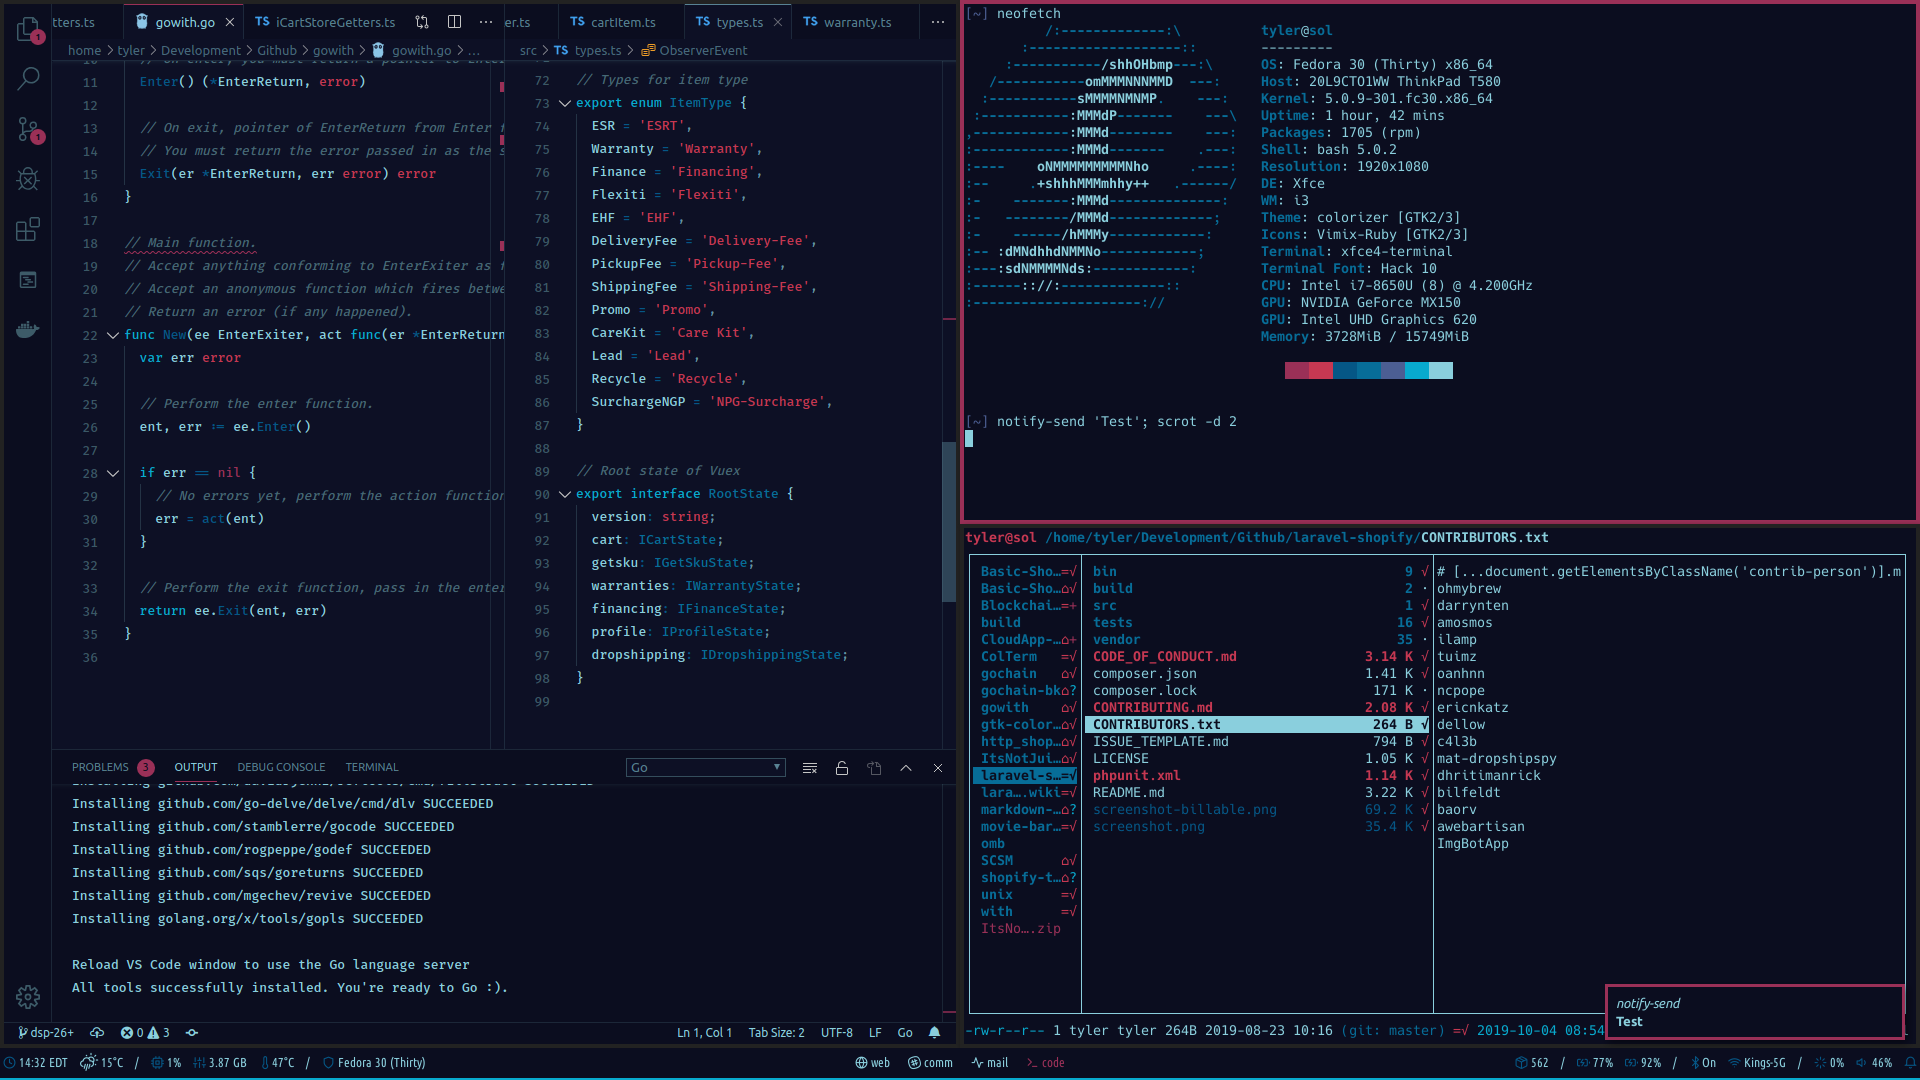 tters.ts
gowith.go
TS iCartStoreGetters.ts
home > tyler > Development > Github > gowith > gowith.go > ...
11 Enter() (*EnterReturn, error)
12
13 // On exit, pointer of EnterReturn from Enter
14 // You must return the error passed in as the
15 Exit(er *EnterReturn, err error) error
16 }
17
18 // Main function.
19 // Accept anything conforming to EnterExiter as
20 // Accept an anonymous function which fires betwe
21 // Return an error (if any happened).
22 func New(ee EnterExiter, act func(er *EnterReturn
23 var err error
24
25 // Perform the enter function.
26 ent, err := ee.Enter()
27
28 if err == nil {
29 // No errors yet, perform the action function
30 err = act(ent)
31 }
32
33 // Perform the exit function, pass in the enter
34 return ee.Exit(ent, err)
35 }
36
er.ts
TS cartItem.ts
TS types.ts
TS warranty.ts
src > TS types.ts > ObserverEvent
72 // Types for item type
73 export enum ItemType {
74 ESR = 'ESRT',
75 Warranty = 'Warranty',
76 Finance = 'Financing',
77 Flexiti = 'Flexiti',
78 EHF = 'EHF',
79 DeliveryFee = 'Delivery-Fee',
80 PickupFee = 'Pickup-Fee',
81 ShippingFee = 'Shipping-Fee',
82 Promo = 'Promo',
83 CareKit = 'Care Kit',
84 Lead = 'Lead',
85 Recycle = 'Recycle',
86 SurchargeNGP = 'NPG-Surcharge',
87 }
88
89 // Root state of Vuex
90 export interface RootState {
91 version: string;
92 cart: ICartState;
93 getsku: IGetSkuState;
94 warranties: IWarrantyState;
95 financing: IFinanceState;
96 profile: IProfileState;
97 dropshipping: IDropshippingState;
98 }
99
PROBLEMS 3 OUTPUT DEBUG CONSOLE TERMINAL Go
Installing github.com/go-delve/delve/cmd/dlv SUCCEEDED
Installing github.com/stamblerre/gocode SUCCEEDED
Installing github.com/rogpeppe/godef SUCCEEDED
Installing github.com/sqs/goreturns SUCCEEDED
Installing github.com/mgechev/revive SUCCEEDED
Installing golang.org/x/tools/gopls SUCCEEDED
Reload VS Code window to use the Go language server
All tools successfully installed. You're ready to Go :).
dsp-26+ 0 3 Ln 1, Col 1 Tab Size: 2 UTF-8 LF Go
[~] neofetch
/:-------------:\
:-------------------::
:-----------/shhOHbmp---:\
/-----------omMMMNNNMMD ---:
:-----------sMMMMNMNMP. ---:
:-----------:MMMdP------- ---\
,------------:MMMd-------- ---:
:------------:MMMd------- .---:
:---- oNMMMMMMMMMNho .----:
:-- .+shhhMMMmhhy++ .------/
:- -------:MMMd--------------:
:- --------/MMMd-------------;
:- ------/hMMMy------------:
:-- :dMNdhhdNMMNo------------;
:---:sdNMMMMNds:------------:
:------:://:-------------::
:---------------------://
tyler@sol
---------
OS: Fedora 30 (Thirty) x86_64
Host: 20L9CTO1WW ThinkPad T580
Kernel: 5.0.9-301.fc30.x86_64
Uptime: 1 hour, 42 mins
Packages: 1705 (rpm)
Shell: bash 5.0.2
Resolution: 1920x1080
DE: Xfce
WM: i3
Theme: colorizer [GTK2/3]
Icons: Vimix-Ruby [GTK2/3]
Terminal: xfce4-terminal
Terminal Font: Hack 10
CPU: Intel i7-8650U (8) @ 4.200GHz
GPU: NVIDIA GeForce MX150
GPU: Intel UHD Graphics 620
Memory: 3728MiB / 15749MiB
[~] notify-send 'Test'; scrot -d 2
tyler@sol /home/tyler/Development/Github/laravel-shopify/CONTRIBUTORS.txt
Basic-Sho…=√
Basic-Sho…⌂√
Blockchai…=+
build
CloudApp-…⌂+
ColTerm =√
gochain ⌂√
gochain-bk⌂?
gowith ⌂√
gtk-color…⌂√
http_shop…⌂√
ItsNotJui…⌂√
laravel-s…=√
lara….wiki=√
markdown-…⌂?
movie-bar…=√
omb
SCSM ⌂√
shopify-t…⌂?
unix =√
with =√
ItsNo….zip
bin 9 √
build 2 ·
src 1 √
tests 16 √
vendor 35 ·
CODE_OF_CONDUCT.md 3.14 K √
composer.json 1.41 K √
composer.lock 171 K ·
CONTRIBUTING.md 2.08 K √
CONTRIBUTORS.txt 264 B √
ISSUE_TEMPLATE.md 794 B √
LICENSE 1.05 K √
phpunit.xml 1.14 K √
README.md 3.22 K √
screenshot-billable.png 69.2 K √
screenshot.png 35.4 K √
# [...document.getElementsByClassName('contrib-person')].m
ohmybrew
darrynten
amosmos
ilamp
tuimz
oanhnn
ncpope
ericnkatz
dellow
c4l3b
mat-dropshipspy
dhritimanrick
bilfeldt
baorv
awebartisan
ImgBotApp
-rw-r--r-- 1 tyler tyler 264B 2019-08-23 10:16 (git: master) =√ 2019-10-04 08:54
notify-send
Test
14:32 EDT 15°C / 1% 3.87 GB 47°C / Fedora 30 (Thirty) web comm mail code 562 / 77% 92% / On Kings-5G / 0% 46%